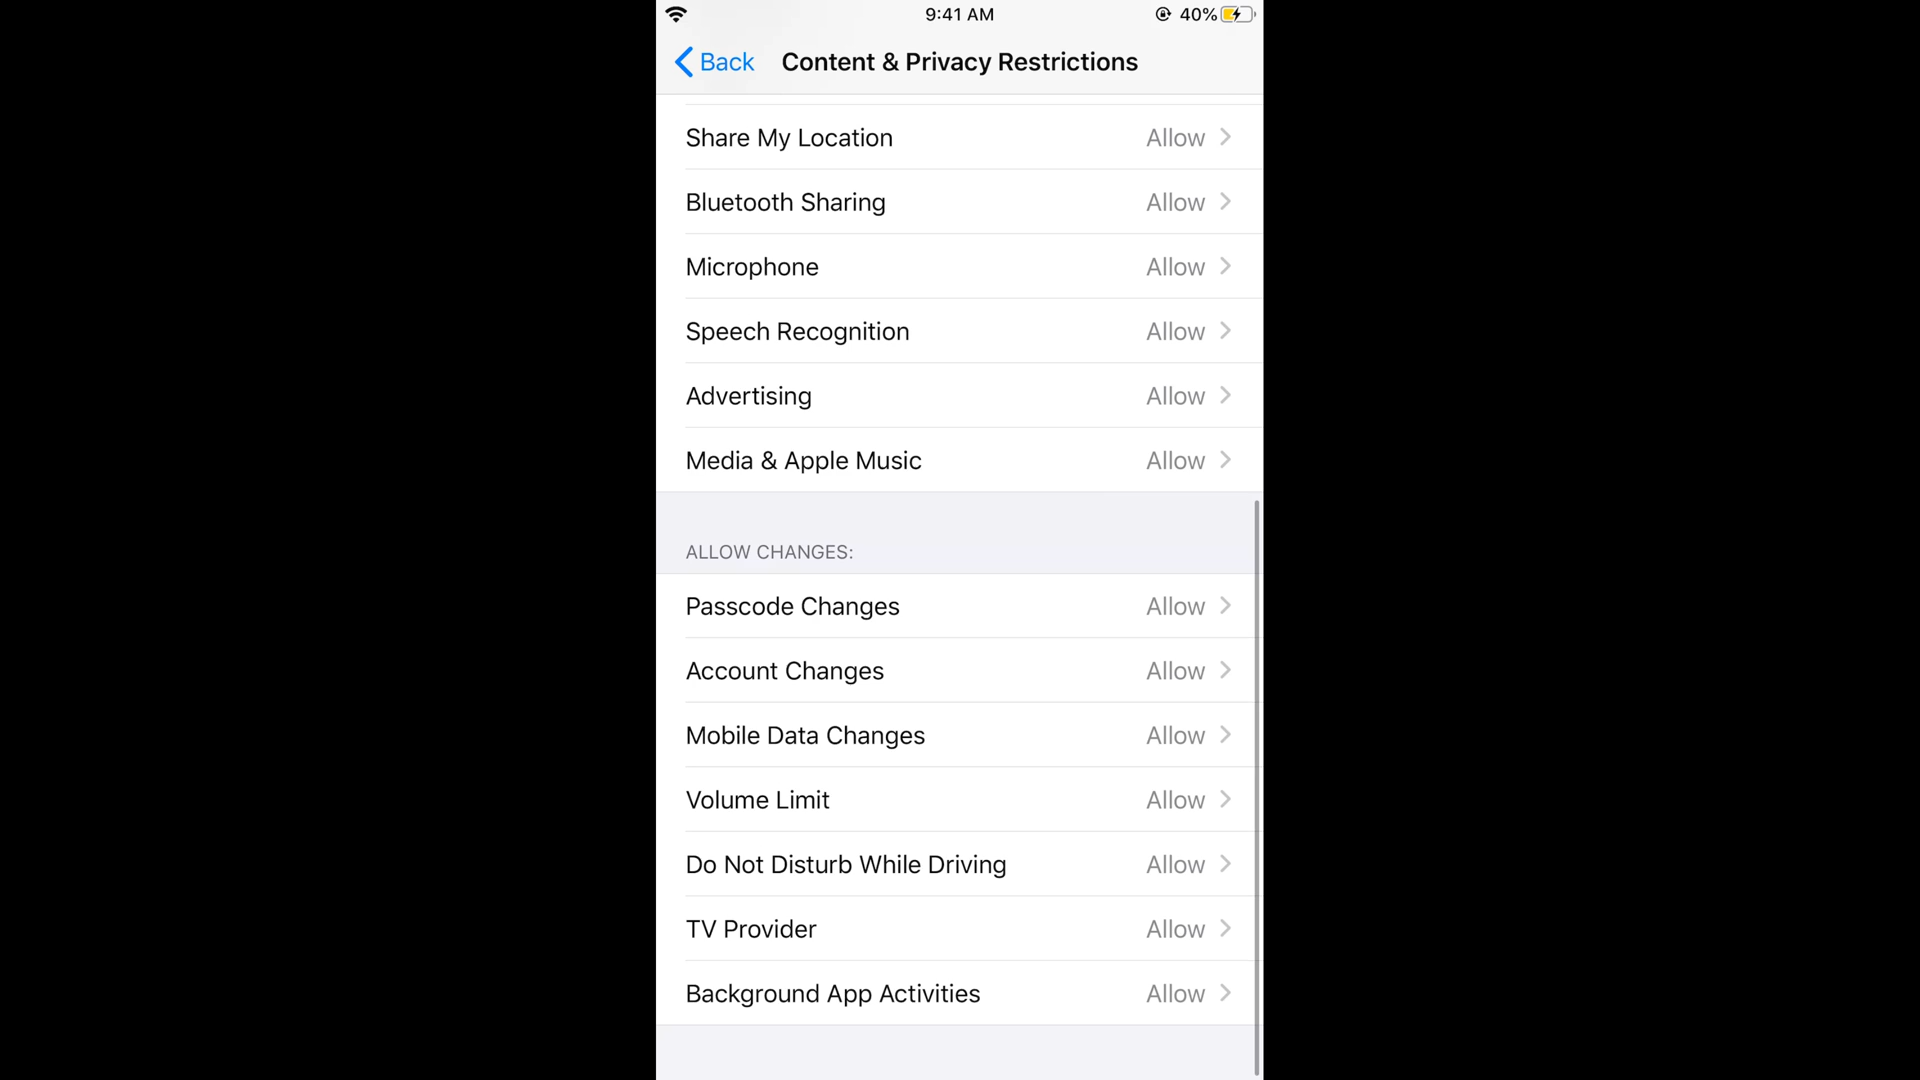 9:41 AM 40%
Back Content & Privacy Restrictions
Share My Location Allow
Bluetooth Sharing Allow
Microphone Allow
Speech Recognition Allow
Advertising Allow
Media & Apple Music Allow
ALLOW CHANGES:
Passcode Changes Allow
Account Changes Allow
Mobile Data Changes Allow
Volume Limit Allow
Do Not Disturb While Driving Allow
TV Provider Allow
Background App Activities Allow